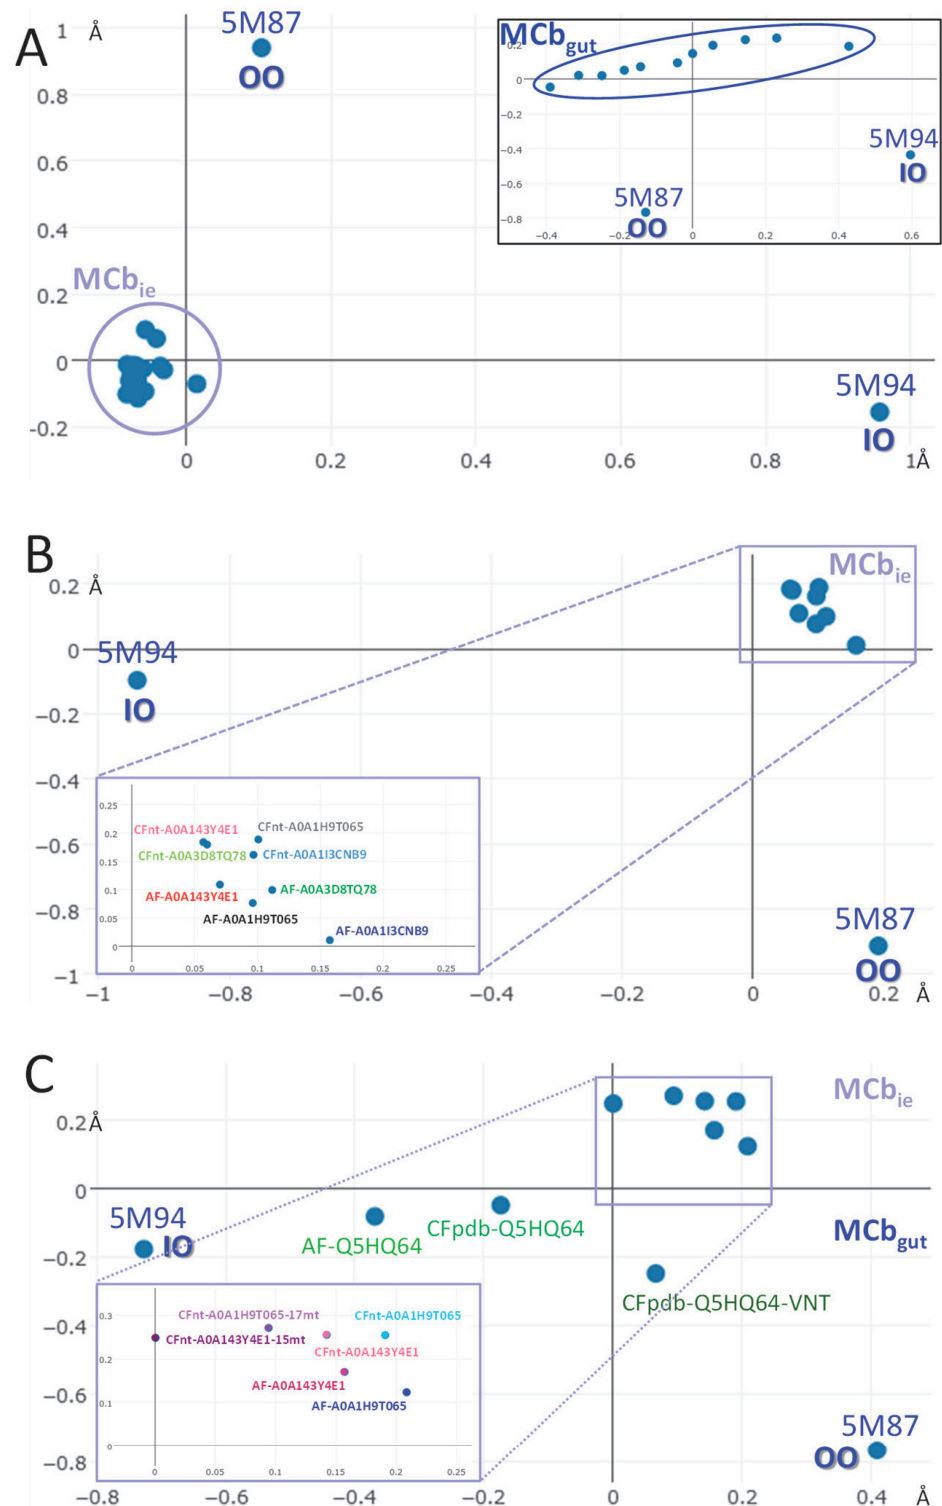 A
1
Å
5M87
OO
0.8
0.6
0.4
0.2
0
-0.2
MCb_ie
0
0.2
0.4
0.6
0.8
1Å
5M94
IO
MCb_gut
0.2
0
−0.2
−0.4
−0.6
−0.8
5M94
IO
5M87
OO
−0.4
−0.2
0
0.2
0.4
0.6
B
0.2 Å
0
−0.2
−0.4
−0.6
−0.8
−1
MCb_ie
5M94
IO
5M87
OO
−1
−0.8
−0.6
−0.4
−0.2
0
0.2
Å
0.25
0.2
0.15
0.1
0.05
0
CFnt-A0A143Y4E1
CFnt-A0A1H9T065
CFnt-A0A3D8TQ78
CFnt-A0A1I3CNB9
AF-A0A143Y4E1
AF-A0A3D8TQ78
AF-A0A1H9T065
AF-A0A1I3CNB9
0
0.05
0.1
0.15
0.2
0.25
C
0.2 Å
0
−0.2
−0.4
−0.6
−0.8
MCb_ie
5M94
IO
AF-Q5HQ64
CFpdb-Q5HQ64
MCb_gut
CFpdb-Q5HQ64-VNT
5M87
OO
−0.8
−0.6
−0.4
−0.2
0
0.2
0.4
Å
0.3
0.2
0.1
0
CFnt-A0A1H9T065-17mt
CFnt-A0A1H9T065
CFnt-A0A143Y4E1-15mt
CFnt-A0A143Y4E1
AF-A0A143Y4E1
AF-A0A1H9T065
0
0.05
0.1
0.15
0.2
0.25